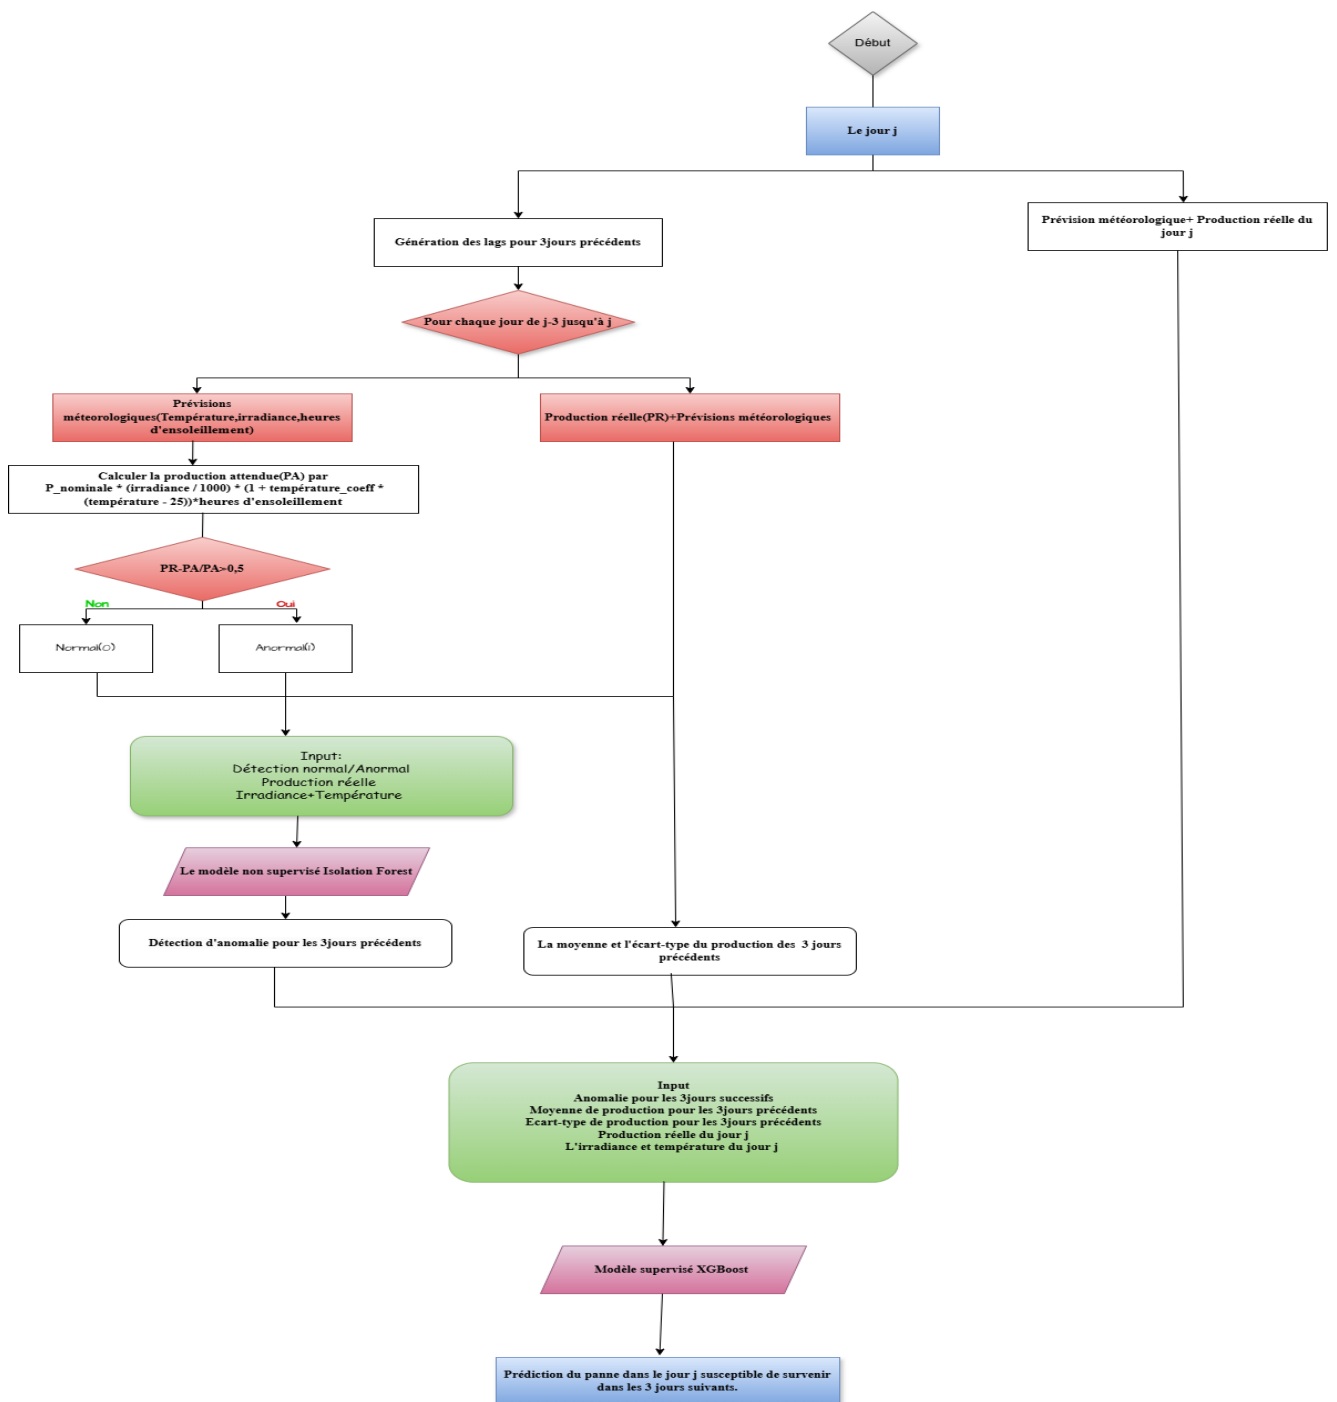 Début
Le jour j
Génération des lags pour 3jours précédents
Prévision météorologique+ Production réelle du
jour j
Pour chaque jour de j-3 jusqu'à j
Prévisions
méteorologiques(Température,irradiance,heures
d'ensoleillement)
Production réelle(PR)+Prévisions météorologiques
Calculer la production attendue(PA) par
P_nominale * (irradiance / 1000) * (1 + température_coeff *
(température - 25))*heures d'ensoleillement
PR-PA/PA>0,5
Non
Oui
Normal(0)
Anormal(1)
Input:
Détection normal/Anormal
Production réelle
Irradiance+Température
Le modèle non supervisé Isolation Forest
Détection d'anomalie pour les 3jours précédents
La moyenne et l'écart-type du production des 3 jours
précédents
Input
Anomalie pour les 3jours successifs
Moyenne de production pour les 3jours précédents
Ecart-type de production pour les 3jours précédents
Production réelle du jour j
L'irradiance et température du jour j
Modèle supervisé XGBoost
Prédiction du panne dans le jour j susceptible de survenir
dans les 3 jours suivants.